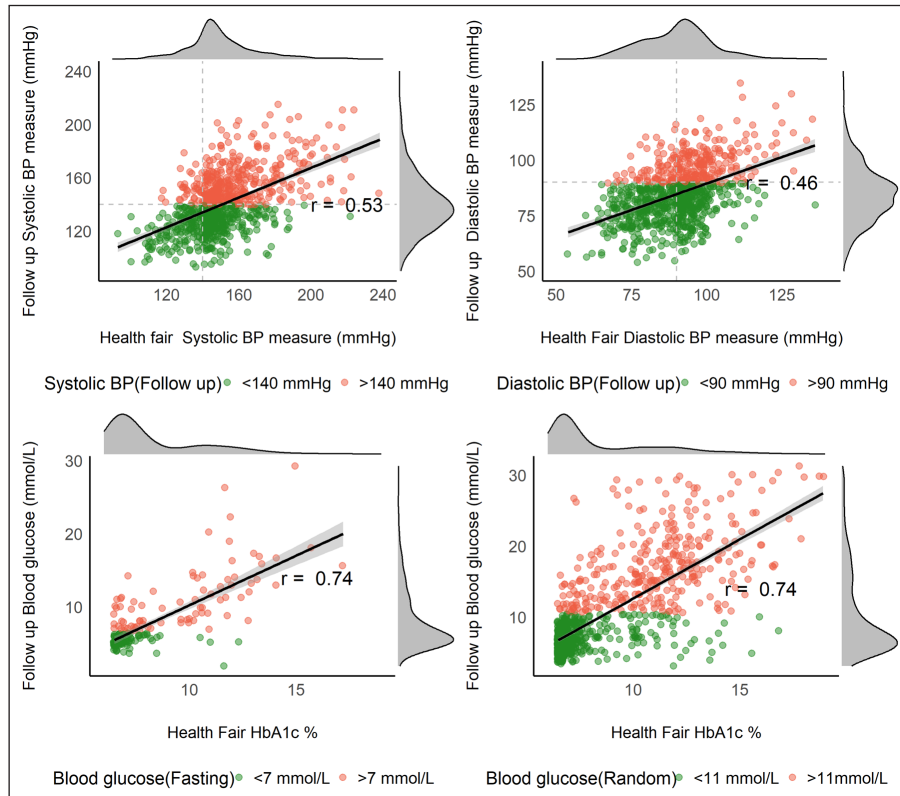 Follow up Systolic BP measure (mmHg)
240
200
160
120
r = 0.53
120 160 200 240
Health fair Systolic BP measure (mmHg)
Systolic BP(Follow up) <140 mmHg >140 mmHg
Follow up Diastolic BP measure (mmHg)
125
100
75
50
r = 0.46
50 75 100 125
Health Fair Diastolic BP measure (mmHg)
Diastolic BP(Follow up) <90 mmHg >90 mmHg
Follow up Blood glucose (mmol/L)
30
20
10
r = 0.74
10 15
Health Fair HbA1c %
Blood glucose(Fasting) <7 mmol/L >7 mmol/L
Follow up Blood glucose (mmol/L)
30
20
10
r = 0.74
10 15
Health Fair HbA1c %
Blood glucose(Random) <11 mmol/L >11mmol/L